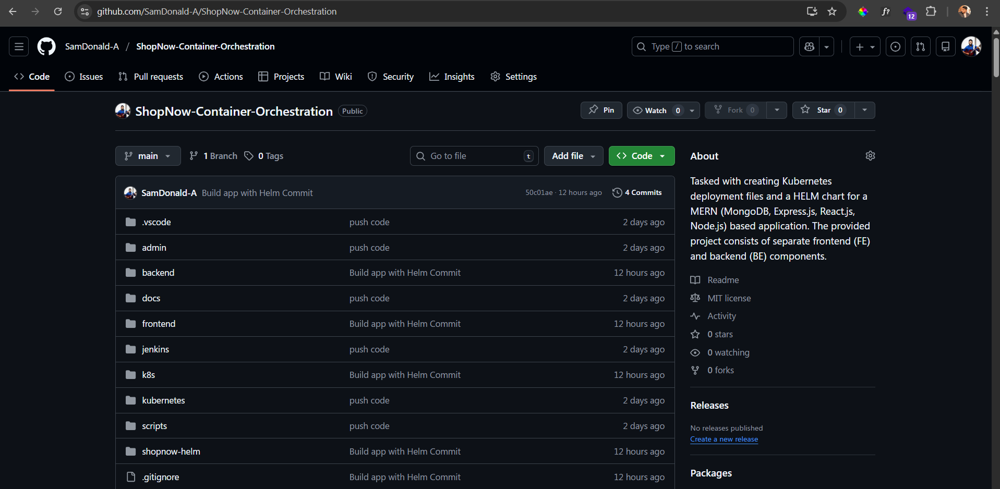 github.com/SamDonald-A/ShopNow-Container-Orchestration
f?
12
SamDonald-A / ShopNow-Container-Orchestration
Type / to search
Code Issues Pull requests Actions Projects Wiki Security Insights Settings
ShopNow-Container-Orchestration Public
Pin Watch 0 Fork 0 Star 0
main 1 Branch 0 Tags
Go to file t Add file Code
SamDonald-A Build app with Helm Commit 50c01ae · 12 hours ago 4 Commits
.vscode push code 2 days ago
admin push code 2 days ago
backend Build app with Helm Commit 12 hours ago
docs push code 2 days ago
frontend Build app with Helm Commit 12 hours ago
jenkins push code 2 days ago
k8s Build app with Helm Commit 12 hours ago
kubernetes push code 2 days ago
scripts push code 2 days ago
shopnow-helm Build app with Helm Commit 12 hours ago
.gitignore Build app with Helm Commit 12 hours ago
About
Tasked with creating Kubernetes
deployment files and a HELM chart for a
MERN (MongoDB, Express.js, React.js,
Node.js) based application. The provided
project consists of separate frontend (FE)
and backend (BE) components.
Readme
MIT license
Activity
0 stars
0 watching
0 forks
Releases
No releases published
Create a new release
Packages